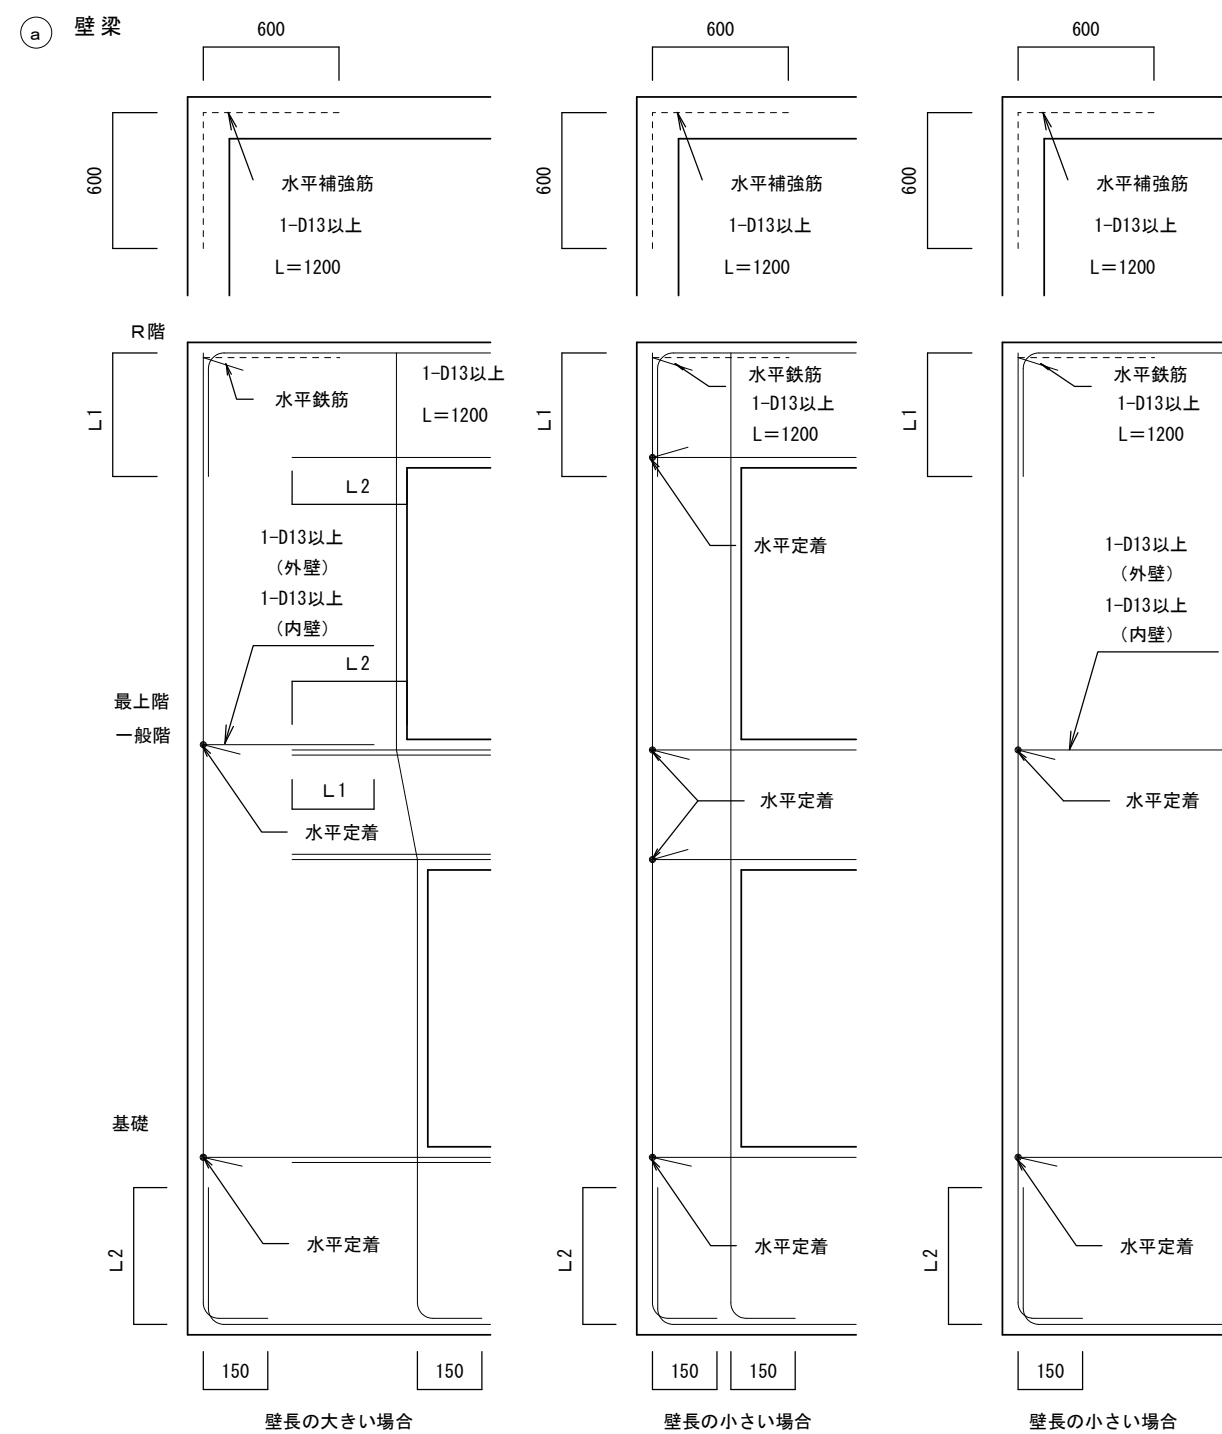 a 壁梁
600 600 600
600 600 600
水平補強筋 水平補強筋 水平補強筋
1-D13以上 1-D13以上 1-D13以上
L=1200 L=1200 L=1200
R階
L1 L1 L1
水平鉄筋
1-D13以上
L=1200
水平鉄筋 水平鉄筋
1-D13以上 1-D13以上
L=1200 L=1200
L2
水平定着
1-D13以上 1-D13以上
(外壁) (外壁)
1-D13以上 1-D13以上
(内壁) (内壁)
L2
最上階
一般階
L1
水平定着 水平定着 水平定着
基礎
水平定着 水平定着 水平定着
L2 L2 L2
150 150 150 150 150
壁長の大きい場合 壁長の小さい場合 壁長の小さい場合